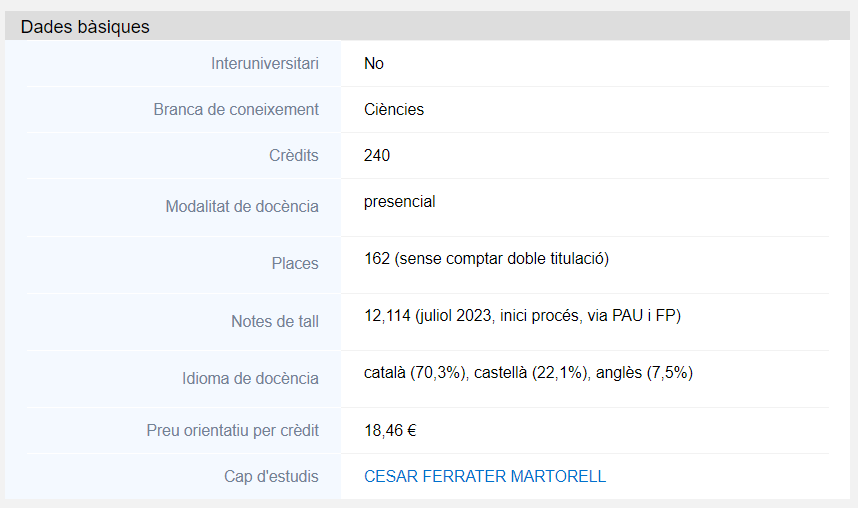 Dades bàsiques
Interuniversitari No
Branca de coneixement Ciències
Crèdits 240
Modalitat de docència presencial
Places 162 (sense comptar doble titulació)
Notes de tall 12,114 (juliol 2023, inici procés, via PAU i FP)
Idioma de docència català (70,3%), castellà (22,1%), anglès (7,5%)
Preu orientatiu per crèdit 18,46 €
Cap d'estudis CESAR FERRATER MARTORELL